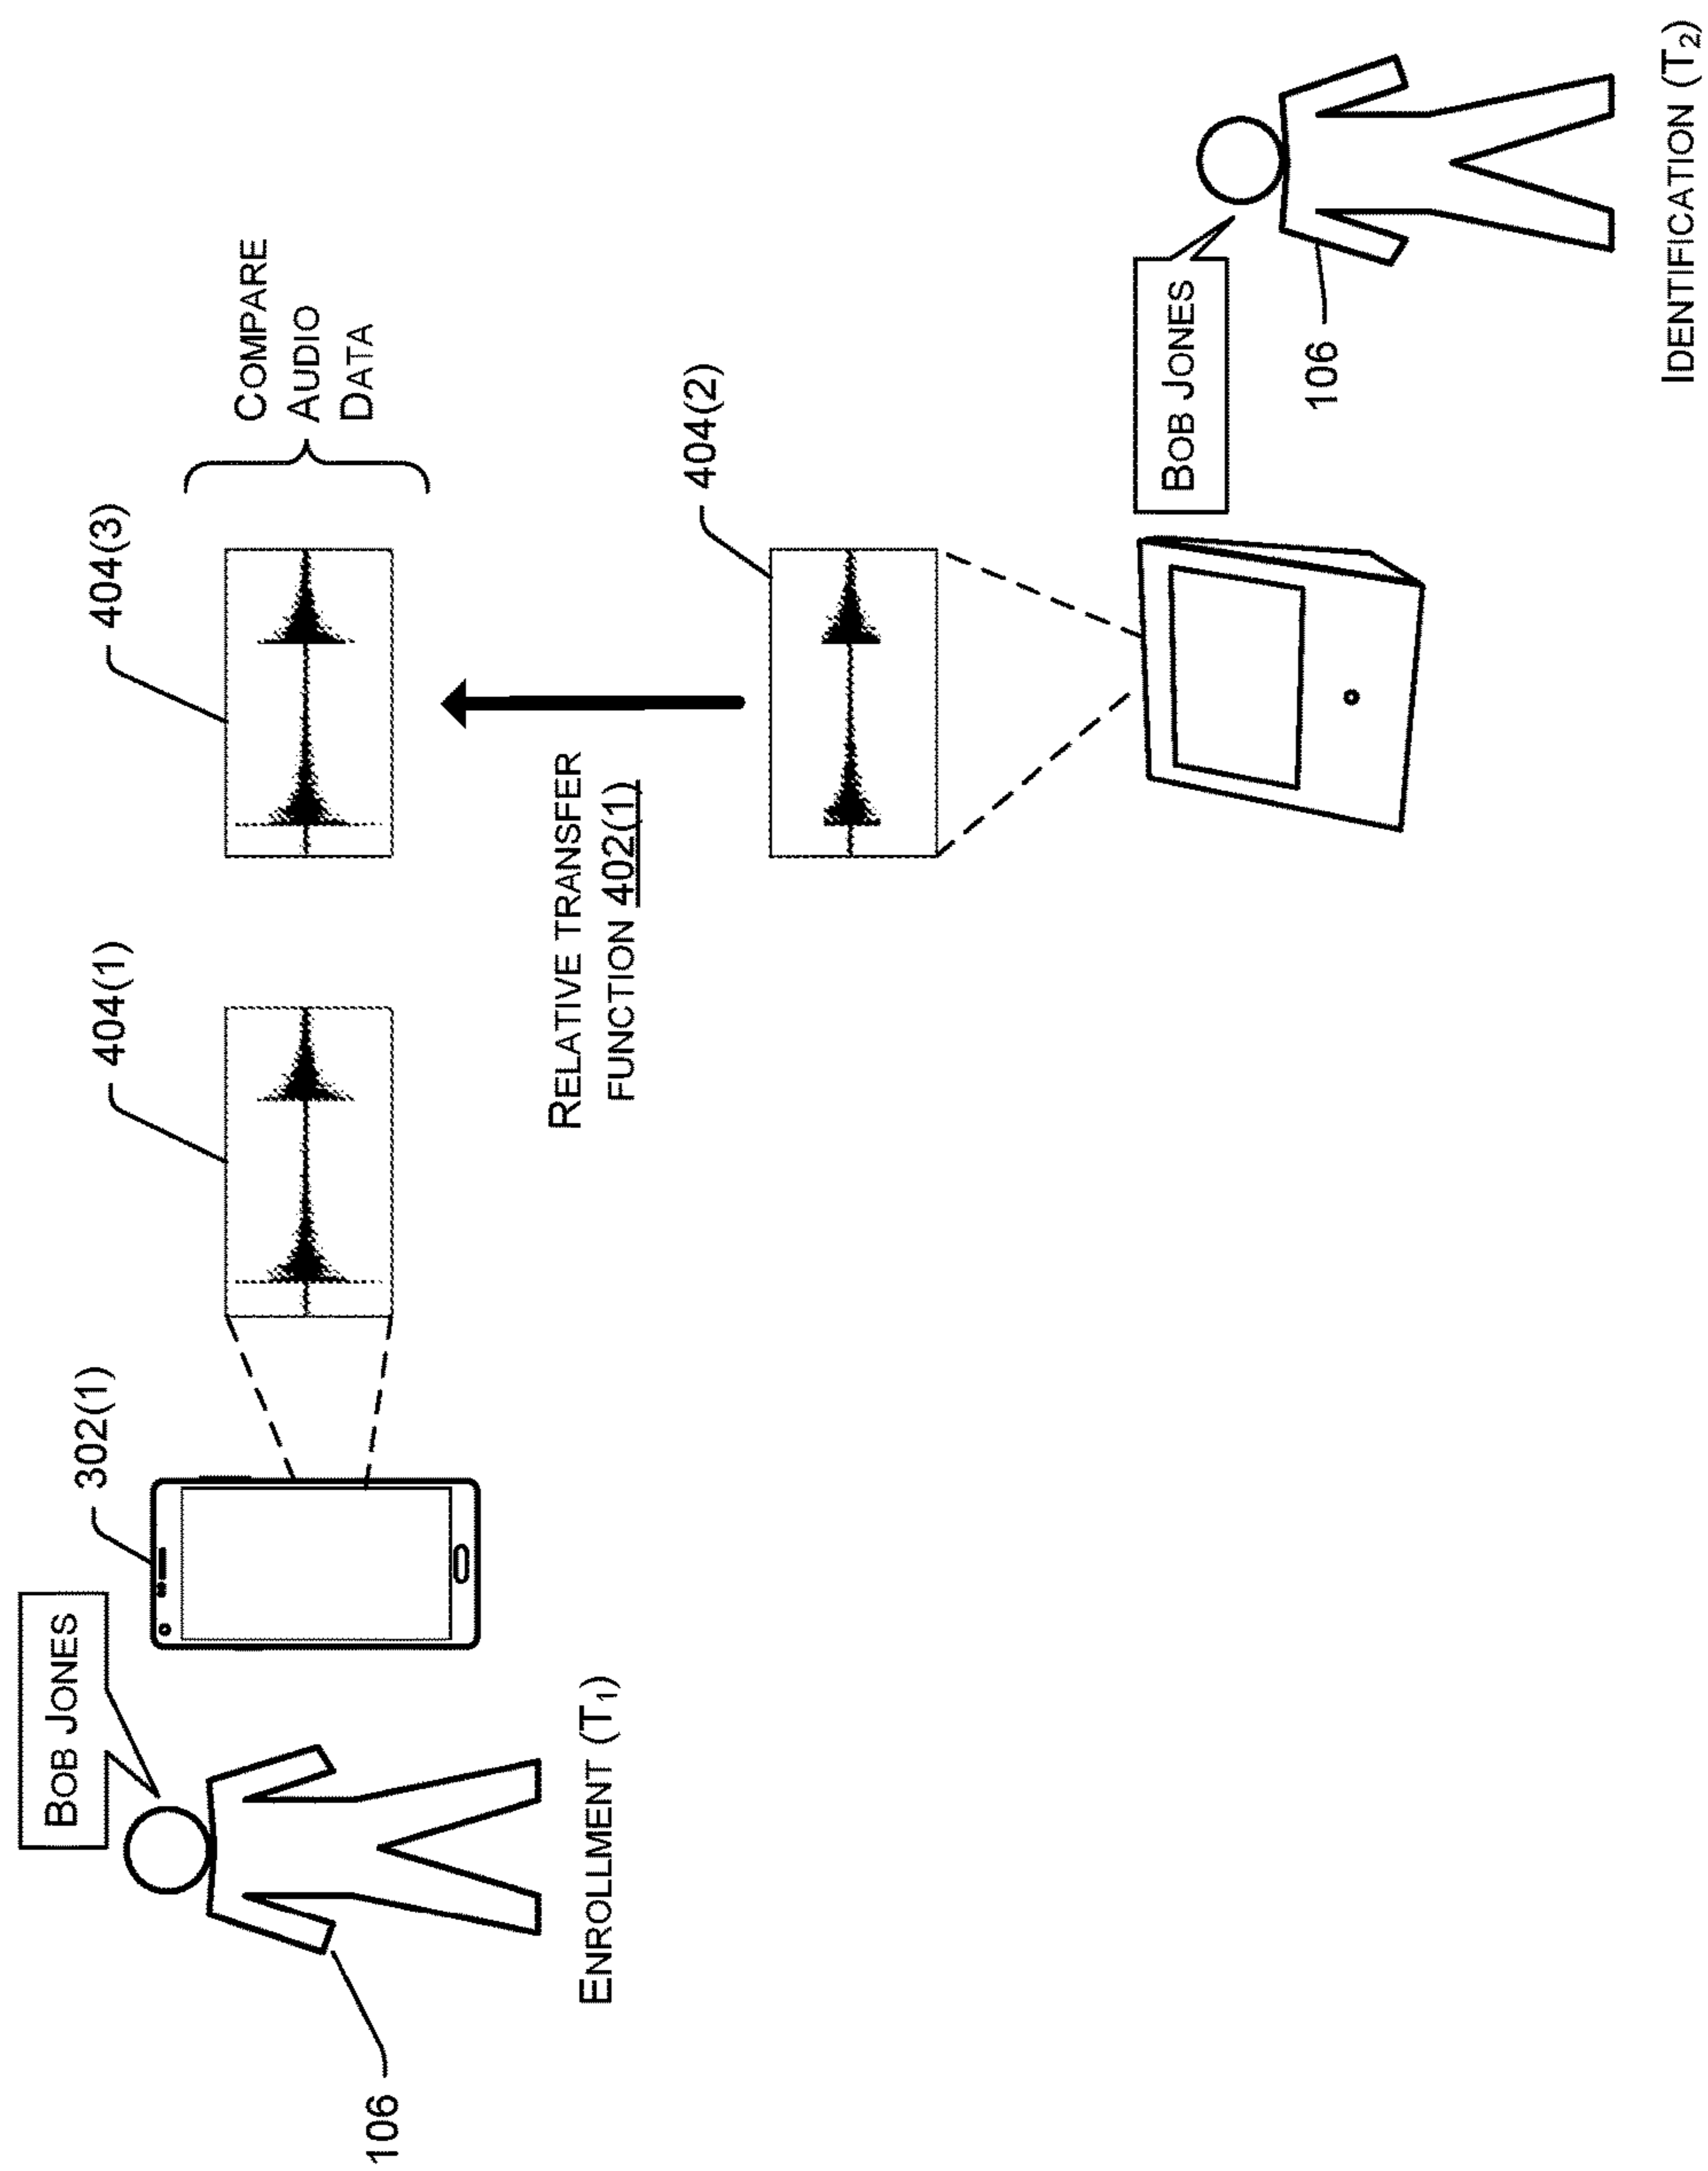 BOB JONES
302(1)
404(1)
404(3)
COMPARE
AUDIO
DATA
106
ENROLLMENT (T1)
RELATIVE TRANSFER
FUNCTION 402(1)
404(2)
BOB JONES
106
IDENTIFICATION (T2)